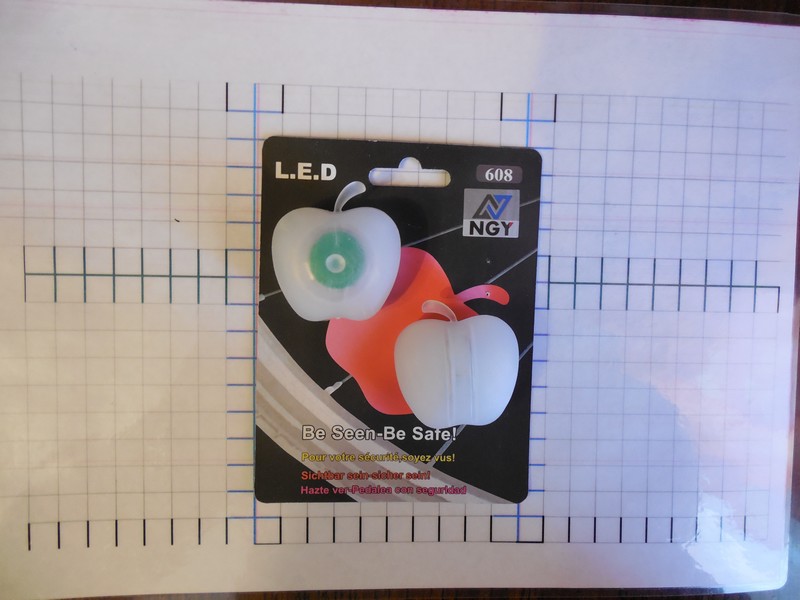 L.E.D
608
NGY
Be Seen-Be Safe!
Pour votre sécurité,soyez vus!
Sichtbar sein-sicher sein!
Hazte ver-Pedalea con seguridad